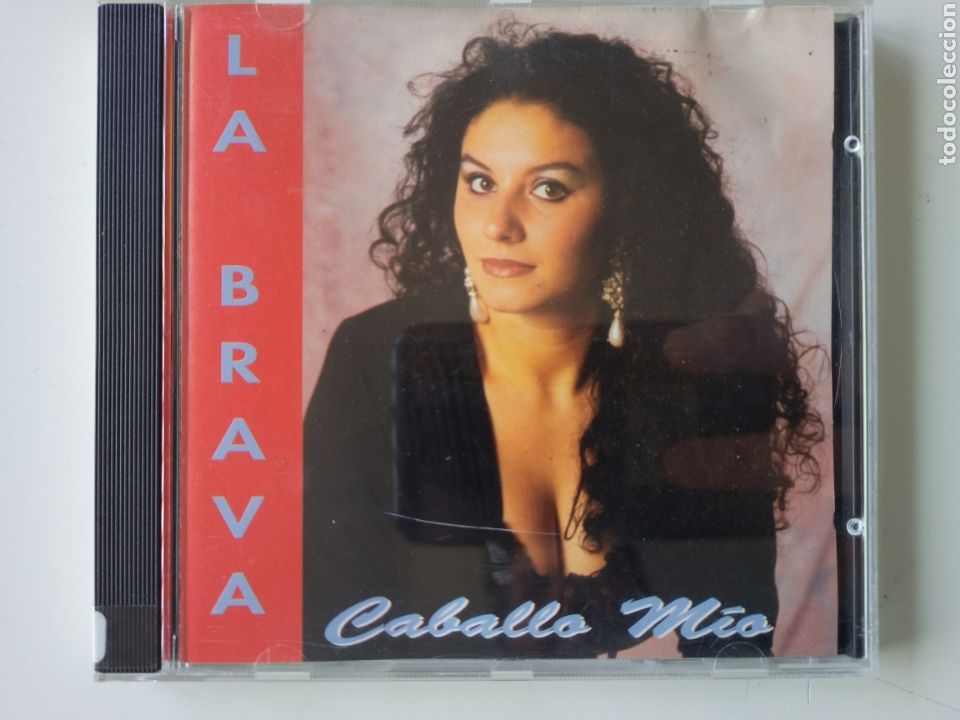 LA BRAVA
Caballo Mío
todocoleccion